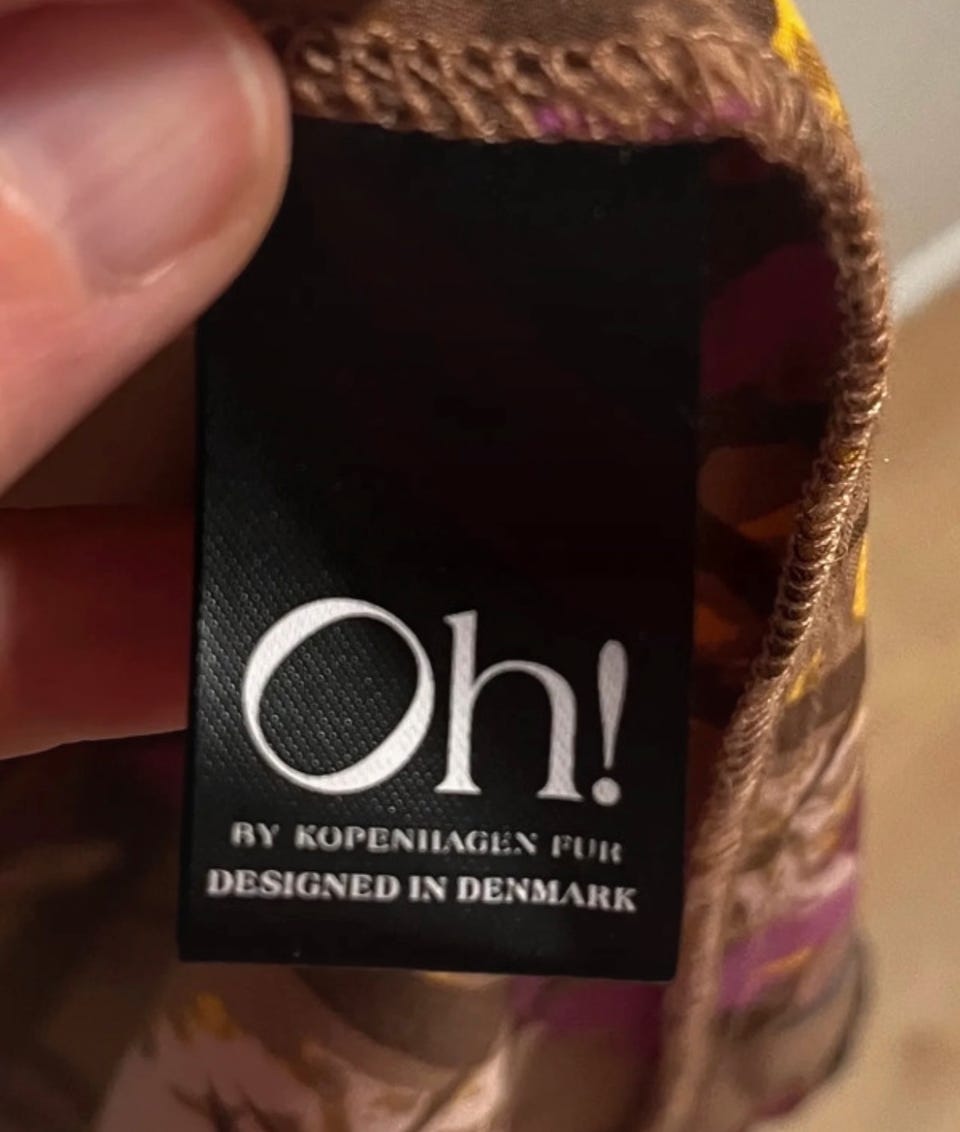 Oh!
BY KOPENHAGEN FUR
DESIGNED IN DENMARK